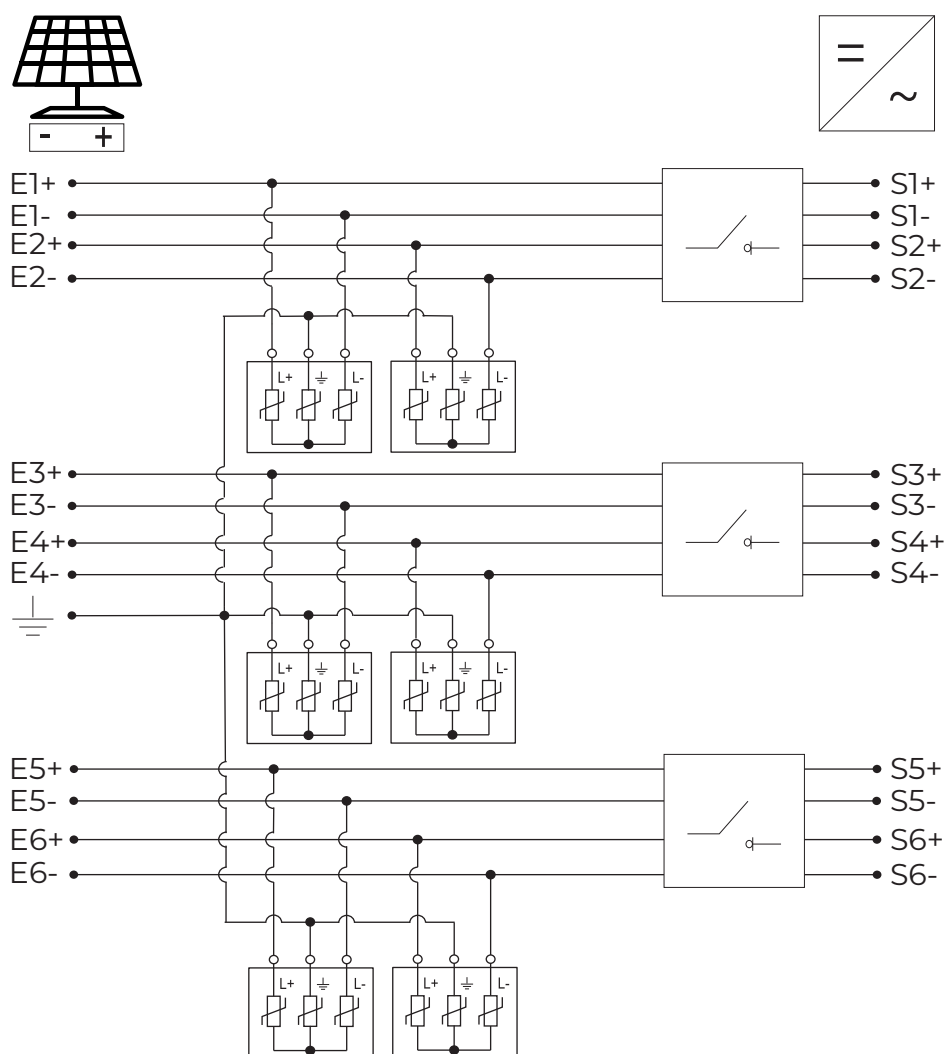 - +
=
~
E1+ S1+
E1- S1-
E2+ S2+
E2- S2-
L+ L- L+ L-
E3+ S3+
E3- S3-
E4+ S4+
E4- S4-
L+ L- L+ L-
E5+ S5+
E5- S5-
E6+ S6+
E6- S6-
L+ L- L+ L-